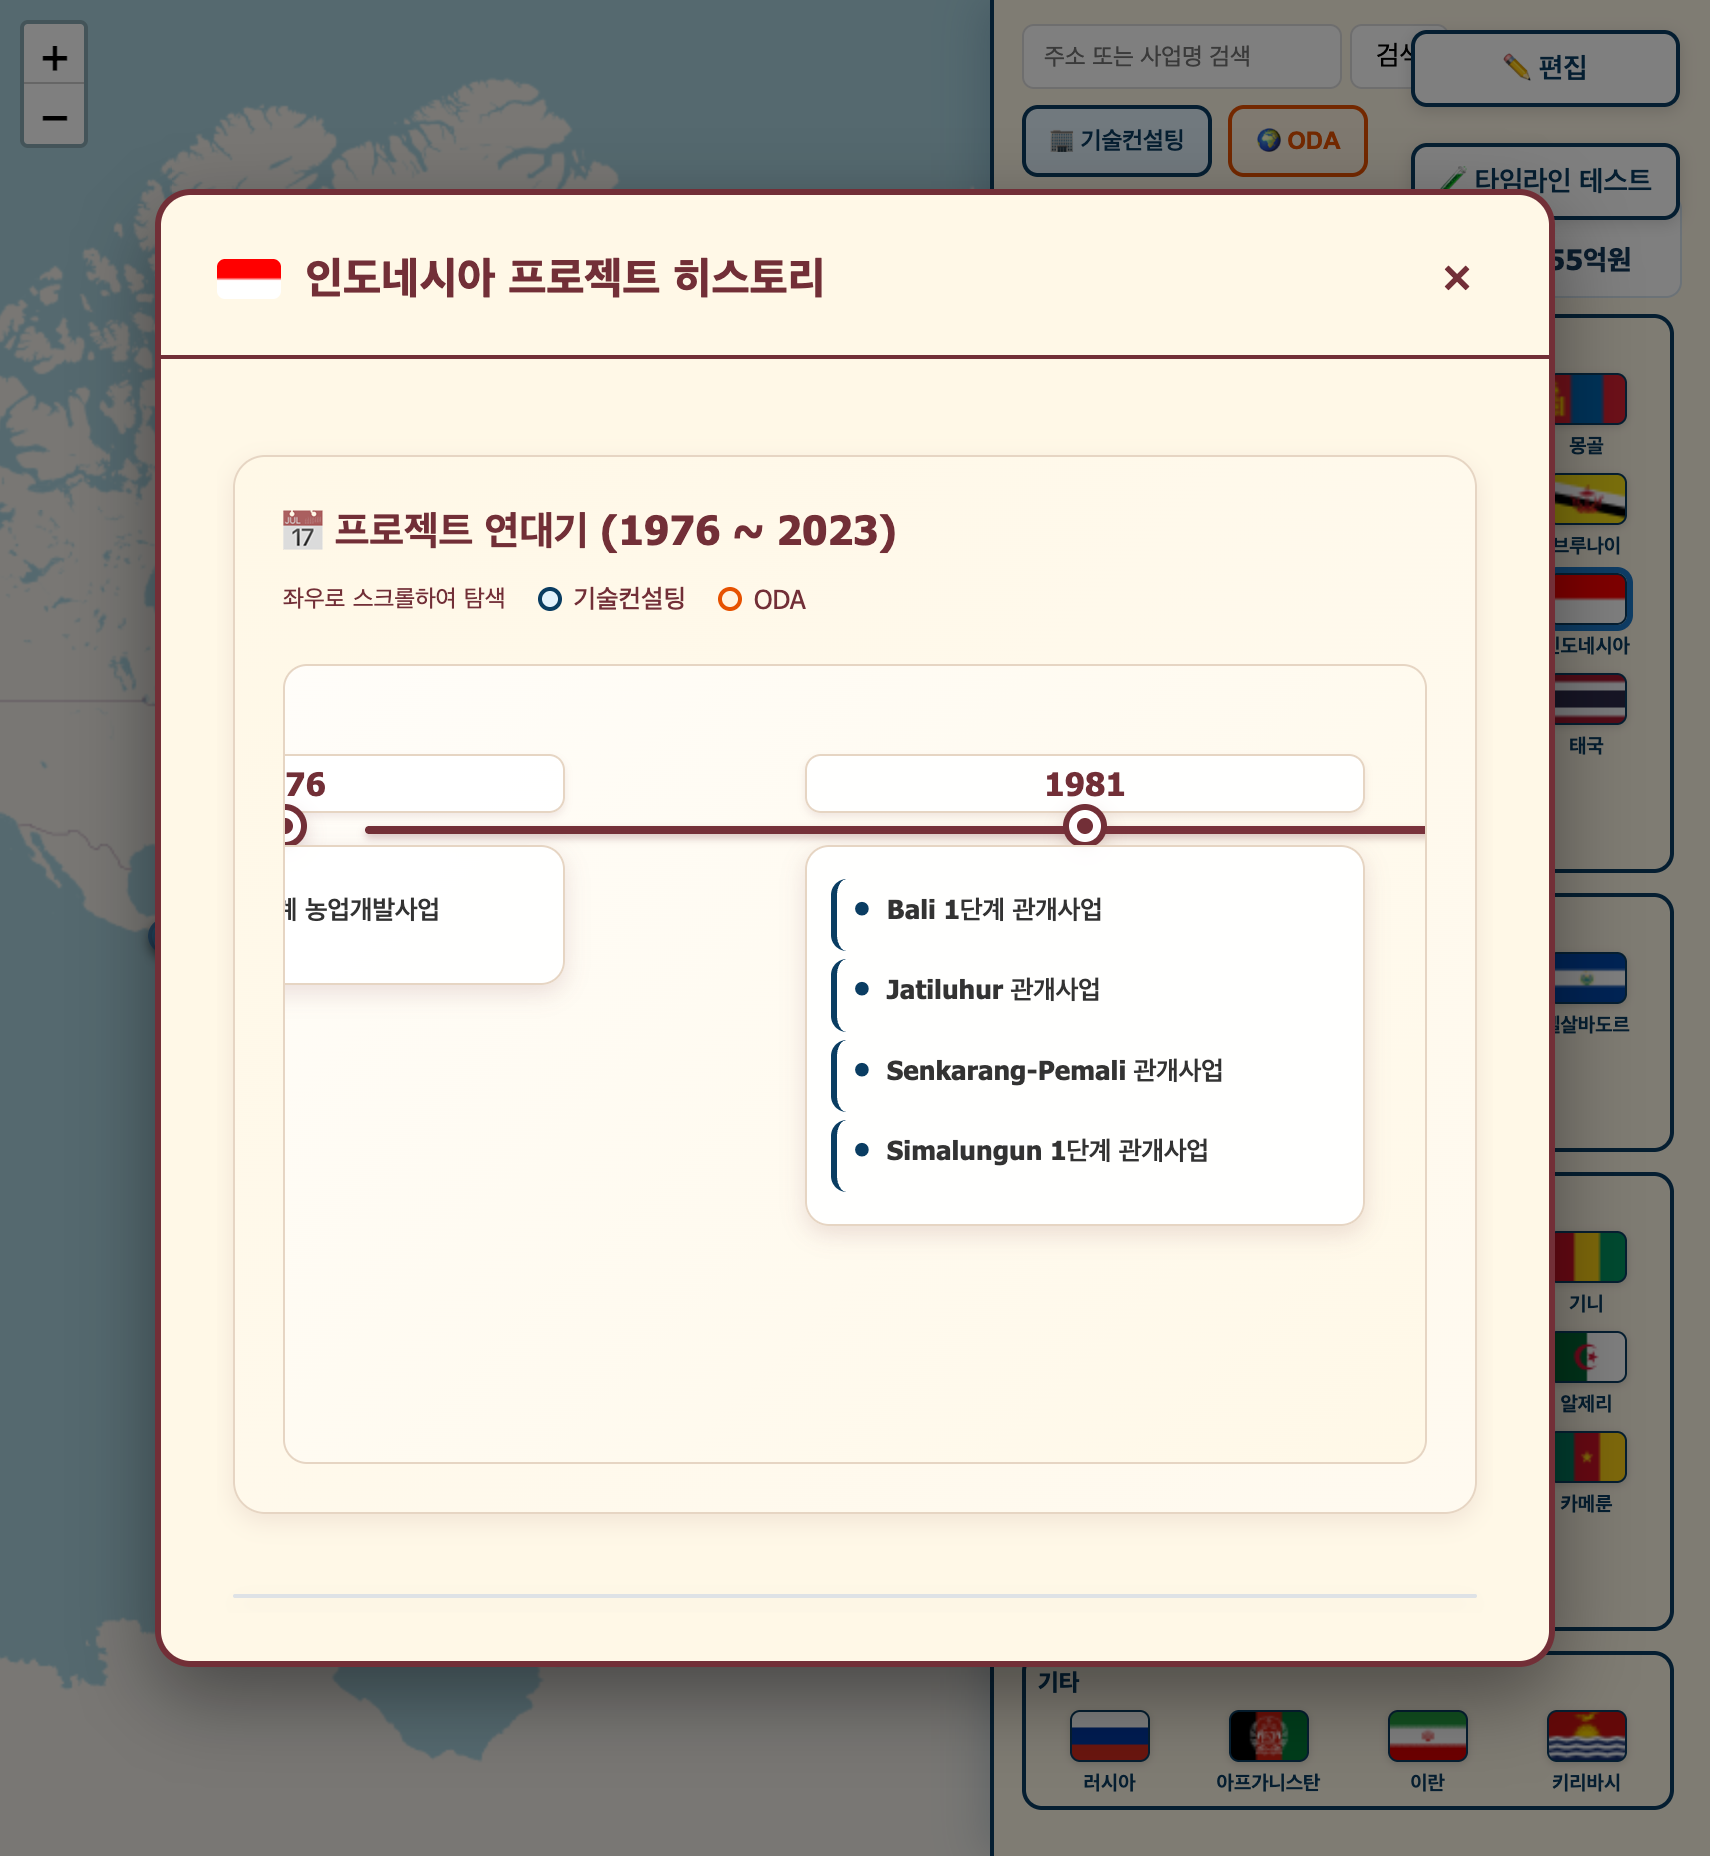 +
−
주소 또는 사업명 검색
검색
✏️ 편집
🏢 기술컨설팅
🌍 ODA
타임라인 테스트
55억원
인도네시아 프로젝트 히스토리
×
JUL 17 프로젝트 연대기 (1976 ~ 2023)
좌우로 스크롤하여 탐색
기술컨설팅
ODA
76
1981
계 농업개발사업
Bali 1단계 관개사업
Jatiluhur 관개사업
Senkarang-Pemali 관개사업
Simalungun 1단계 관개사업
몽골
브루나이
인도네시아
태국
엘살바도르
기니
알제리
카메룬
기타
러시아
아프가니스탄
이란
키리바시